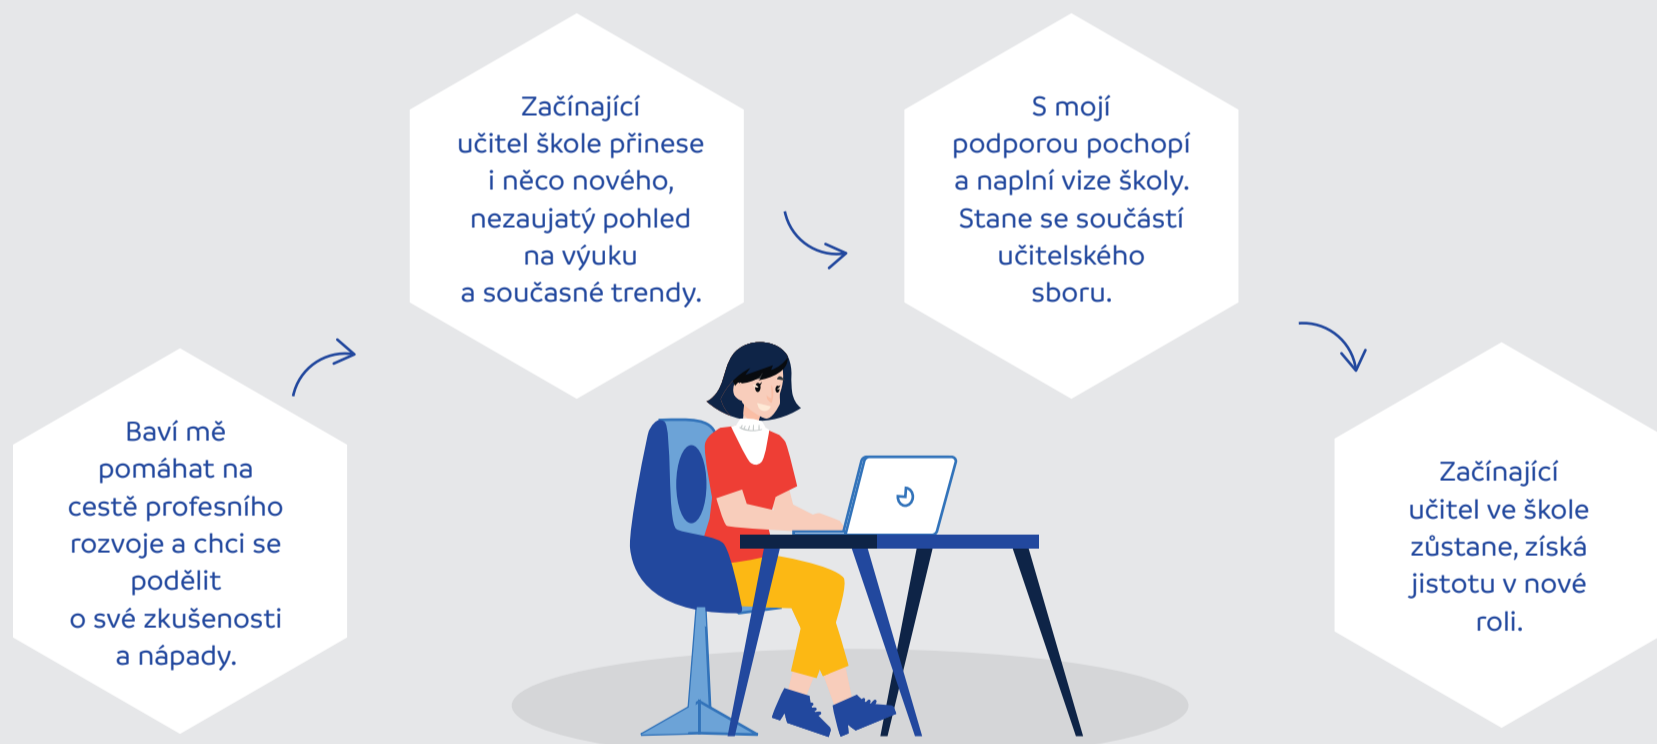 Baví mě
pomáhat na
cestě profesního
rozvoje a chci se
podělit
o své zkušenosti
a nápady.
Začínající
učitel škole přinese
i něco nového,
nezaujatý pohled
na výuku
a současné trendy.
S mojí
podporou pochopí
a naplní vize školy.
Stane se součástí
učitelského
sboru.
Začínající
učitel ve škole
zůstane, získá
jistotu v nové
roli.